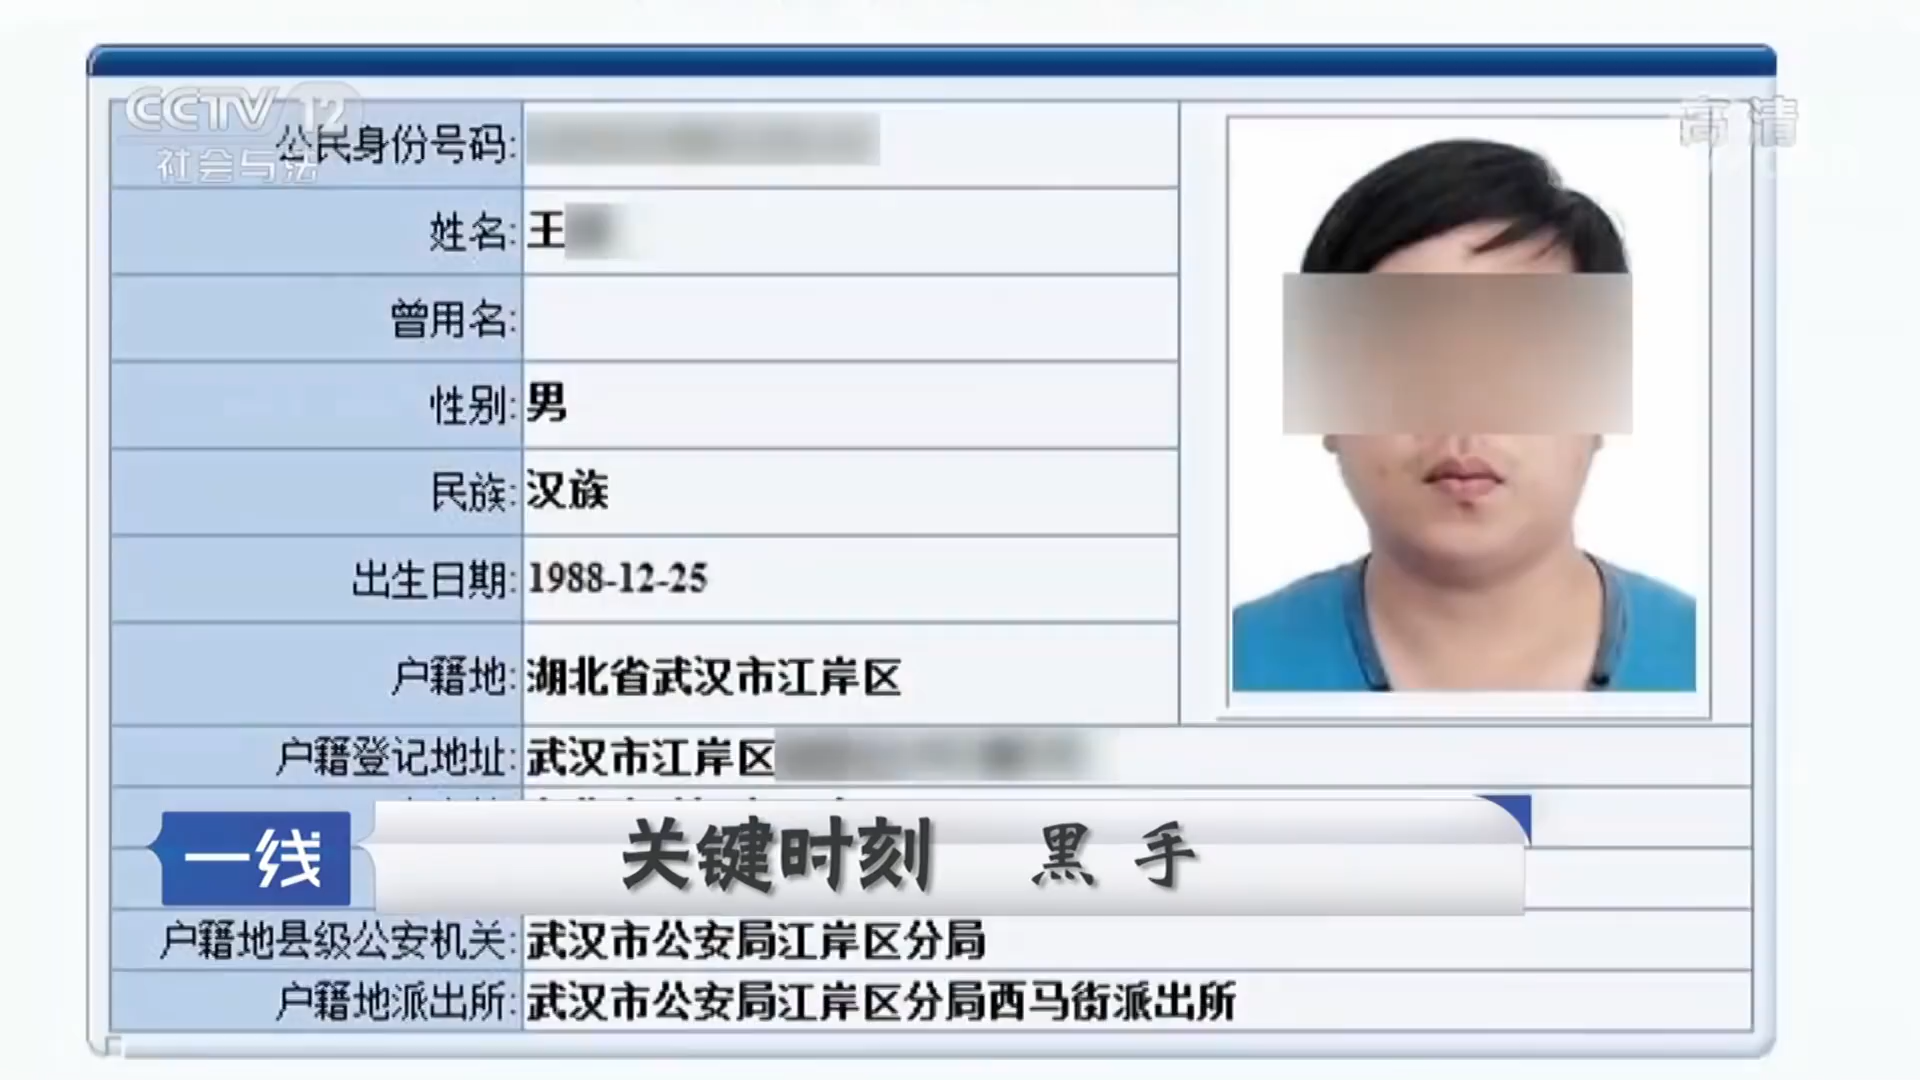 CCTV 12
社会与法
高清
公民身份号码:
姓名: 王
曾用名:
性别: 男
民族: 汉族
出生日期: 1988-12-25
户籍地: 湖北省武汉市江岸区
户籍登记地址: 武汉市江岸区
一线 关键时刻 黑手
户籍地县级公安机关: 武汉市公安局江岸区分局
户籍地派出所: 武汉市公安局江岸区分局西马街派出所